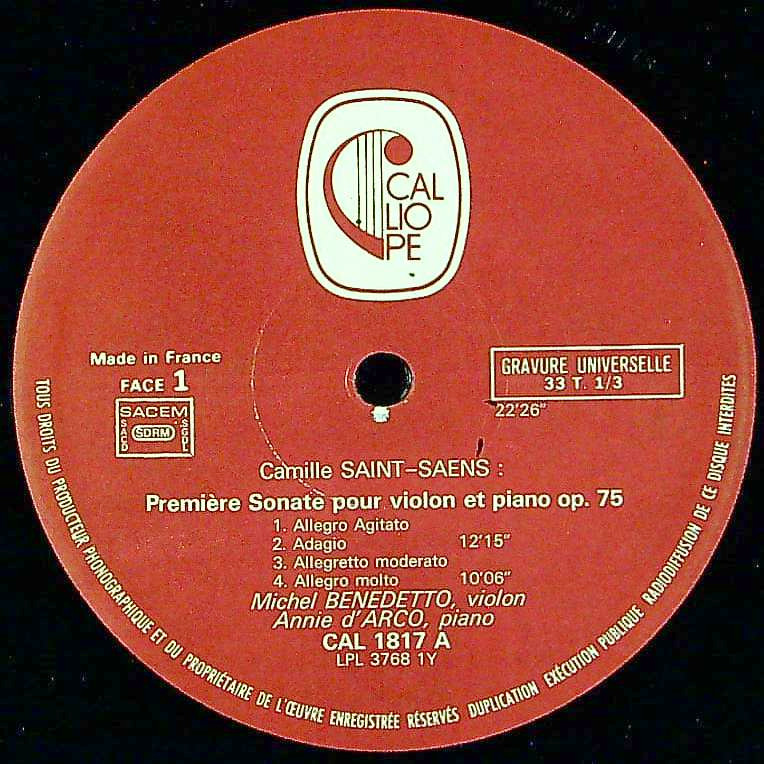 CAL
LIO
PE
Made in France
FACE 1
SACEM
SACD
SDRM
SGDL
GRAVURE UNIVERSELLE
33 T. 1/3
22'26"
Camille SAINT-SAENS :
Première Sonate pour violon et piano op. 75
1. Allegro Agitato
2. Adagio 12'15"
3. Allegretto moderato
4. Allegro molto 10'06"
Michel BENEDETTO, violon
Annie d'ARCO, piano
CAL 1817 A
LPL 3768 1Y
TOUS DROITS DU PRODUCTEUR PHONOGRAPHIQUE ET DU PROPRIÉTAIRE DE L'ŒUVRE ENREGISTRÉE RÉSERVÉS DUPLICATION EXÉCUTION PUBLIQUE RADIODIFFUSION DE CE DISQUE INTERDITES